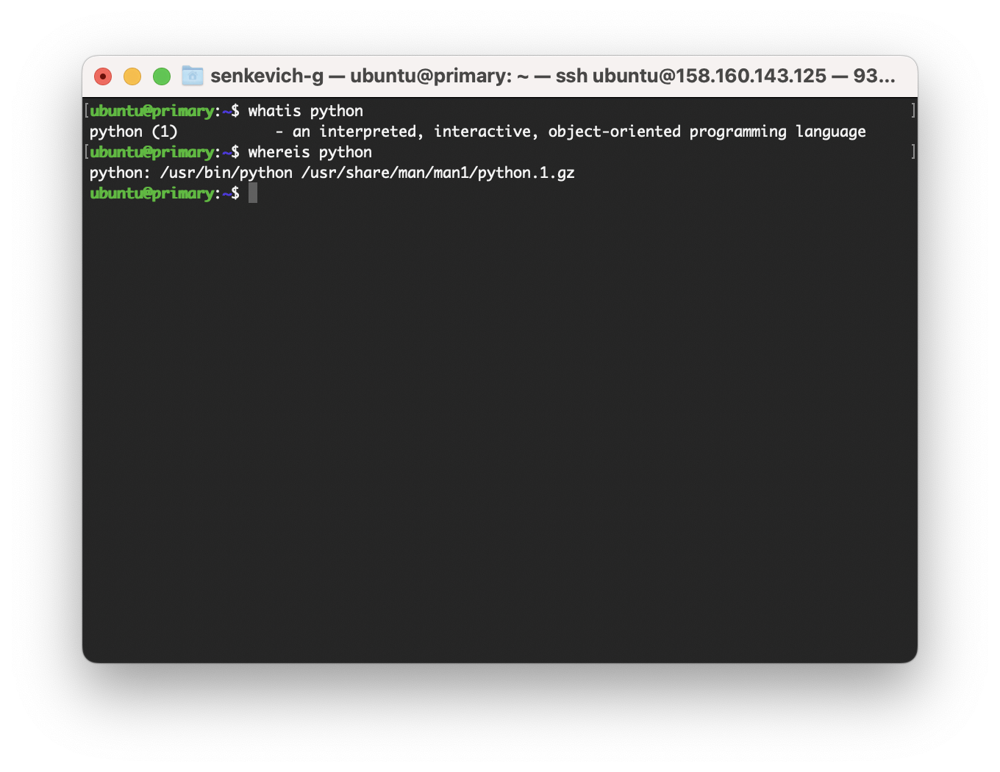 senkevich-g — ubuntu@primary: ~ — ssh ubuntu@158.160.143.125 — 93...
[ubuntu@primary:~$ whatis python ]
python (1)           - an interpreted, interactive, object-oriented programming language
[ubuntu@primary:~$ whereis python ]
python: /usr/bin/python /usr/share/man/man1/python.1.gz
ubuntu@primary:~$